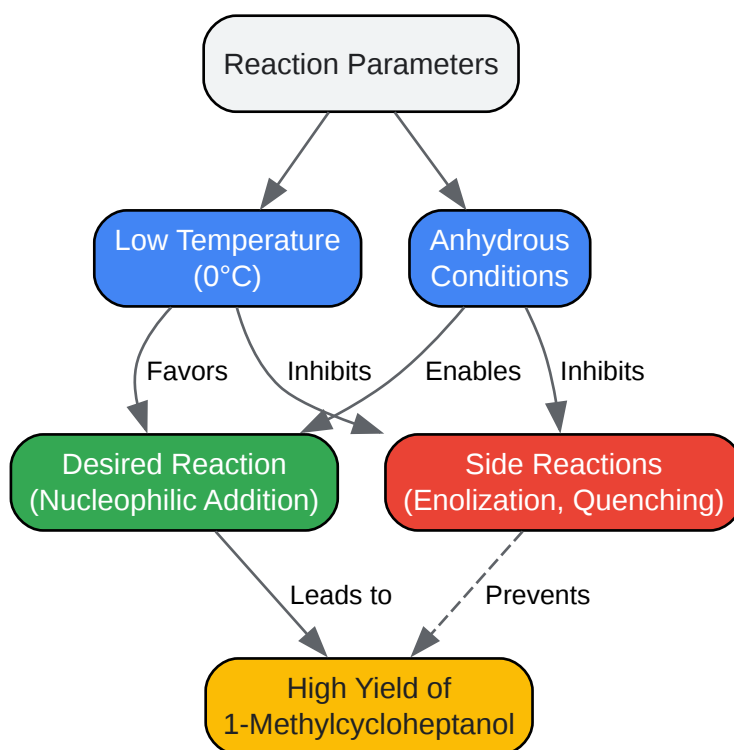 Reaction Parameters
Low Temperature
(0°C)
Anhydrous
Conditions
Favors
Inhibits
Enables
Inhibits
Desired Reaction
(Nucleophilic Addition)
Side Reactions
(Enolization, Quenching)
Leads to
Prevents
High Yield of
1-Methylcycloheptanol